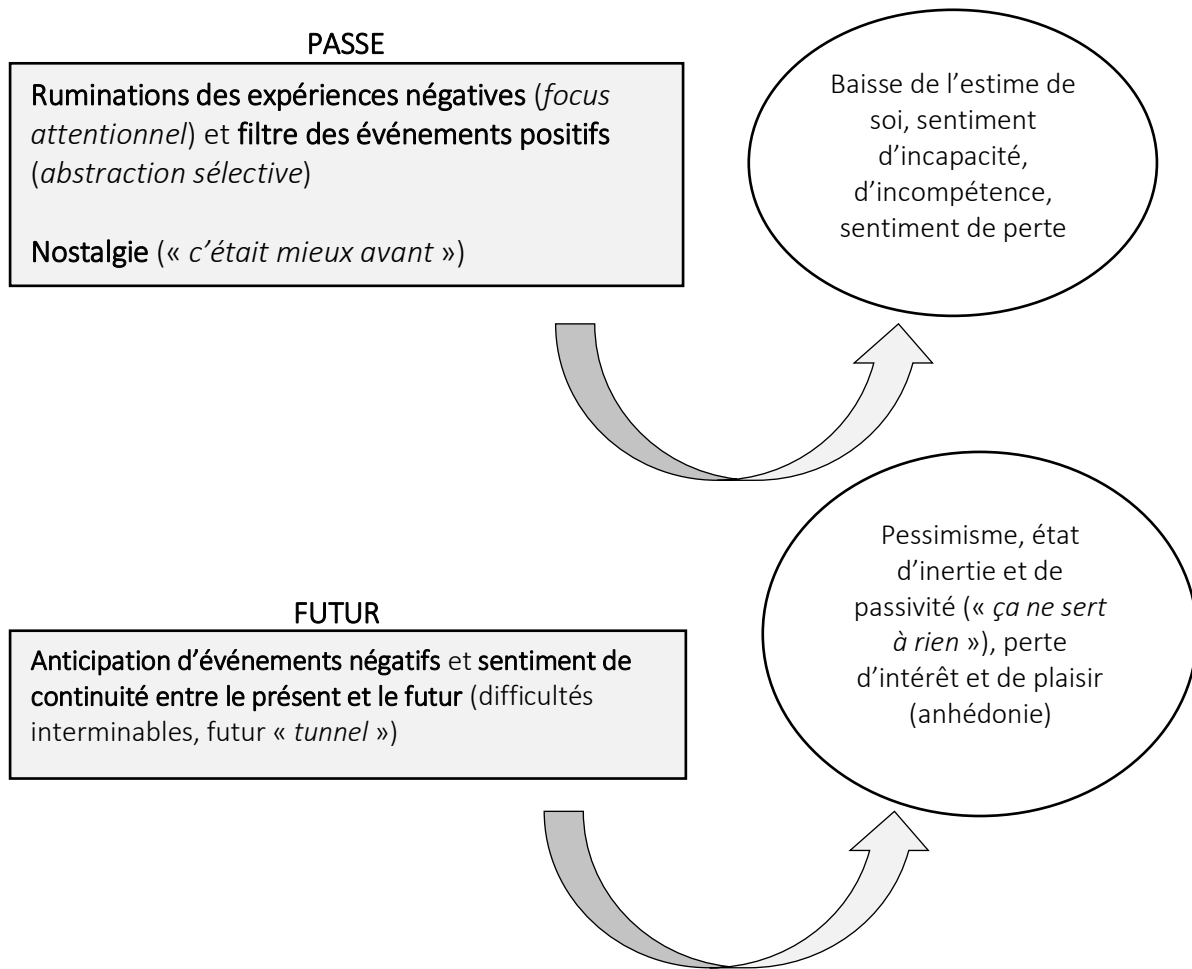 PASSE
Ruminations des expériences négatives (focus
attentionnel) et filtre des événements positifs
(abstraction sélective)
Nostalgie (« c’était mieux avant »)
Baisse de l’estime de
soi, sentiment
d’incapacité,
d’incompétence,
sentiment de perte
FUTUR
Anticipation d’événements négatifs et sentiment de
continuité entre le présent et le futur (difficultés
interminables, futur « tunnel »)
Pessimisme, état
d’inertie et de
passivité (« ça ne sert
à rien »), perte
d’intérêt et de plaisir
(anhédonie)